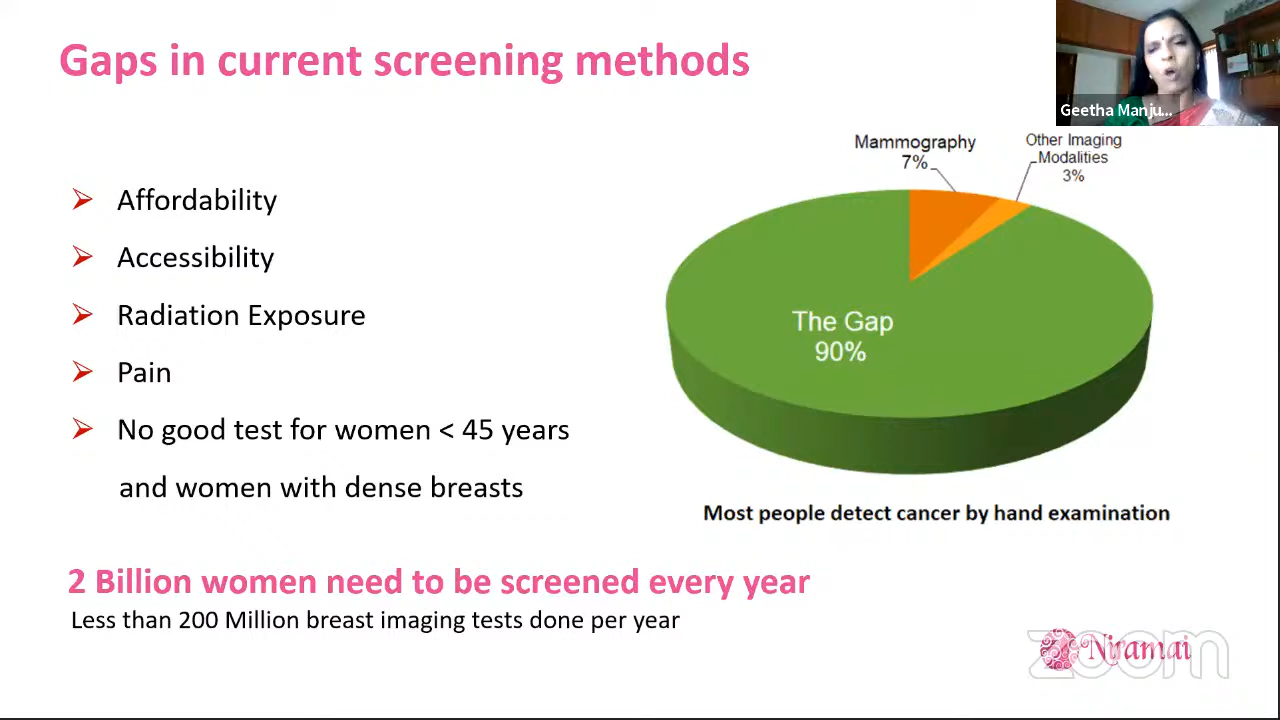 Gaps in current screening methods
Geetha Manju...
Mammography
7%
Other Imaging
Modalities
3%
Affordability
Accessibility
Radiation Exposure
Pain
No good test for women < 45 years
and women with dense breasts
The Gap
90%
Most people detect cancer by hand examination
2 Billion women need to be screened every year
Less than 200 Million breast imaging tests done per year
Niramai
zoom